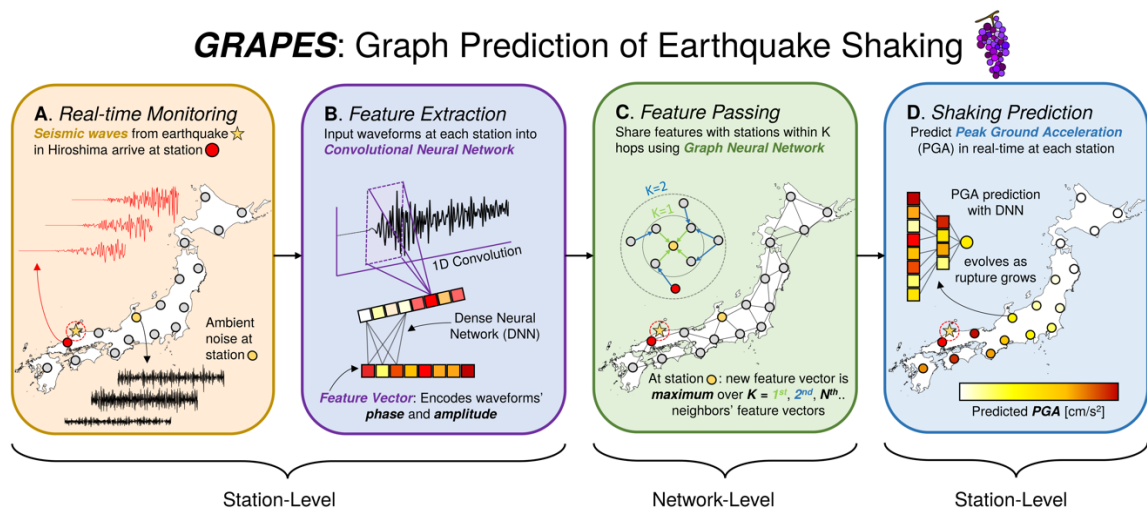 GRAPES: Graph Prediction of Earthquake Shaking
A. Real-time Monitoring
Seismic waves from earthquake
in Hiroshima arrive at station
Ambient
noise at
station
B. Feature Extraction
Input waveforms at each station into
Convolutional Neural Network
1D Convolution
Dense Neural
Network (DNN)
Feature Vector: Encodes waveforms'
phase and amplitude
C. Feature Passing
Share features with stations within K
hops using Graph Neural Network
K=2
K=1
At station : new feature vector is
maximum over K = 1st, 2nd, Nth..
neighbors' feature vectors
D. Shaking Prediction
Predict Peak Ground Acceleration
(PGA) in real-time at each station
PGA prediction
with DNN
evolves as
rupture grows
Predicted PGA [cm/s²]
Station-Level
Network-Level
Station-Level